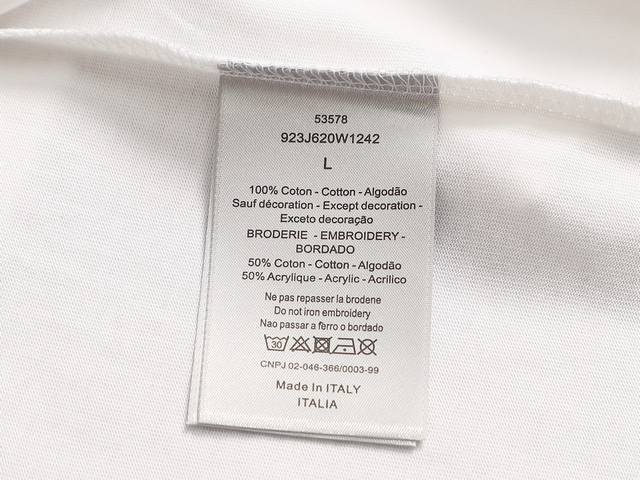 53578
923J620W1242
L
100% Coton - Cotton - Algodão
Sauf décoration - Except decoration -
Exceto decoração
BRODERIE - EMBROIDERY -
BORDADO
50% Coton - Cotton - Algodão
50% Acrylique - Acrylic - Acrilico
Ne pas repasser la brodene
Do not iron embroidery
Nao passar a ferro o bordado
30
CNPJ 02-046-366/0003-99
Made In ITALY
ITALIA